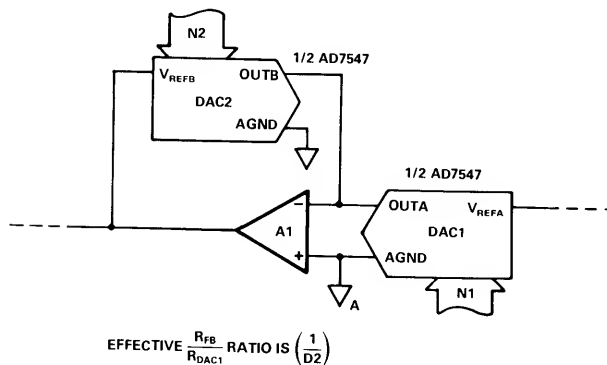 N2
1/2 AD7547
V_REFB OUTB
DAC2
AGND
1/2 AD7547
OUTA V_REFA
A1
DAC1
AGND
A
N1
EFFECTIVE R_FB/R_DAC1 RATIO IS (1/D2)
− +